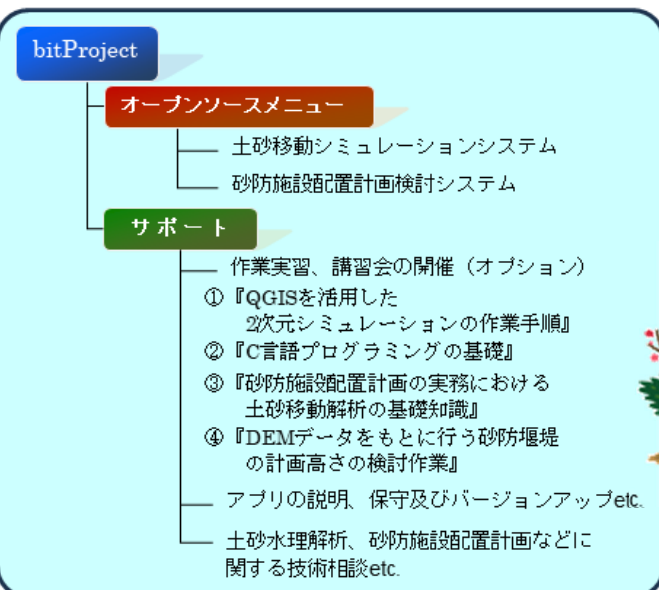 bitProject
オープンソースメニュー
土砂移動シミュレーションシステム
砂防施設配置計画検討システム
サポート
作業実習、講習会の開催（オプション）
①『QGISを活用した
2次元シミュレーションの作業手順』
②『C言語プログラミングの基礎』
③『砂防施設配置計画の実務における
土砂移動解析の基礎知識』
④『DEMデータをもとに行う砂防堰堤
の計画高さの検討作業』
アプリの説明、保守及びバージョンアップetc.
土砂水理解析、砂防施設配置計画などに
関する技術相談etc.